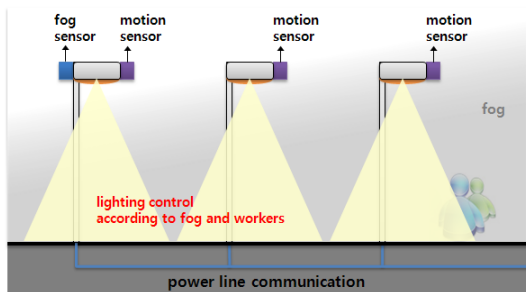 fog
sensor
motion
sensor
motion
sensor
motion
sensor
fog
lighting control
according to fog and workers
power line communication